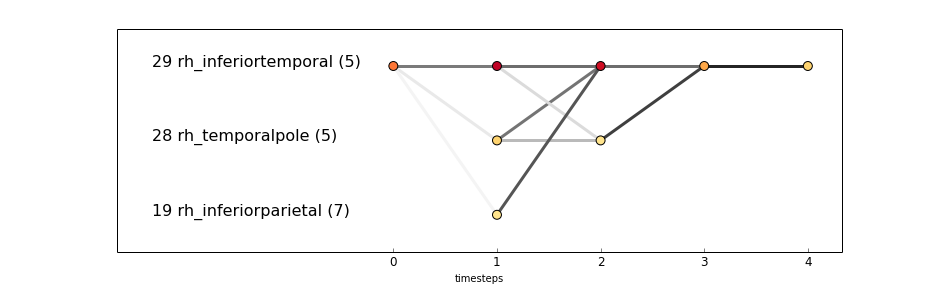 29 rh_inferiortemporal (5)
28 rh_temporalpole (5)
19 rh_inferiorparietal (7)
0 1 2 3 4
timesteps